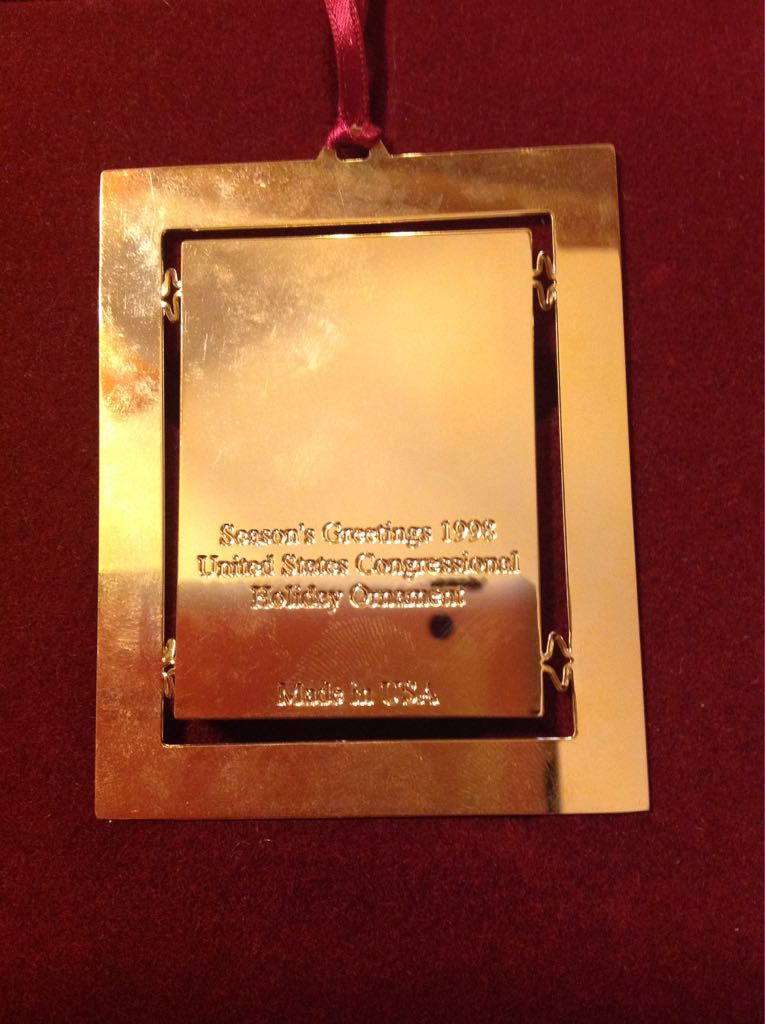 Season's Greetings 1998
United States Congressional
Holiday Ornament
Made in USA